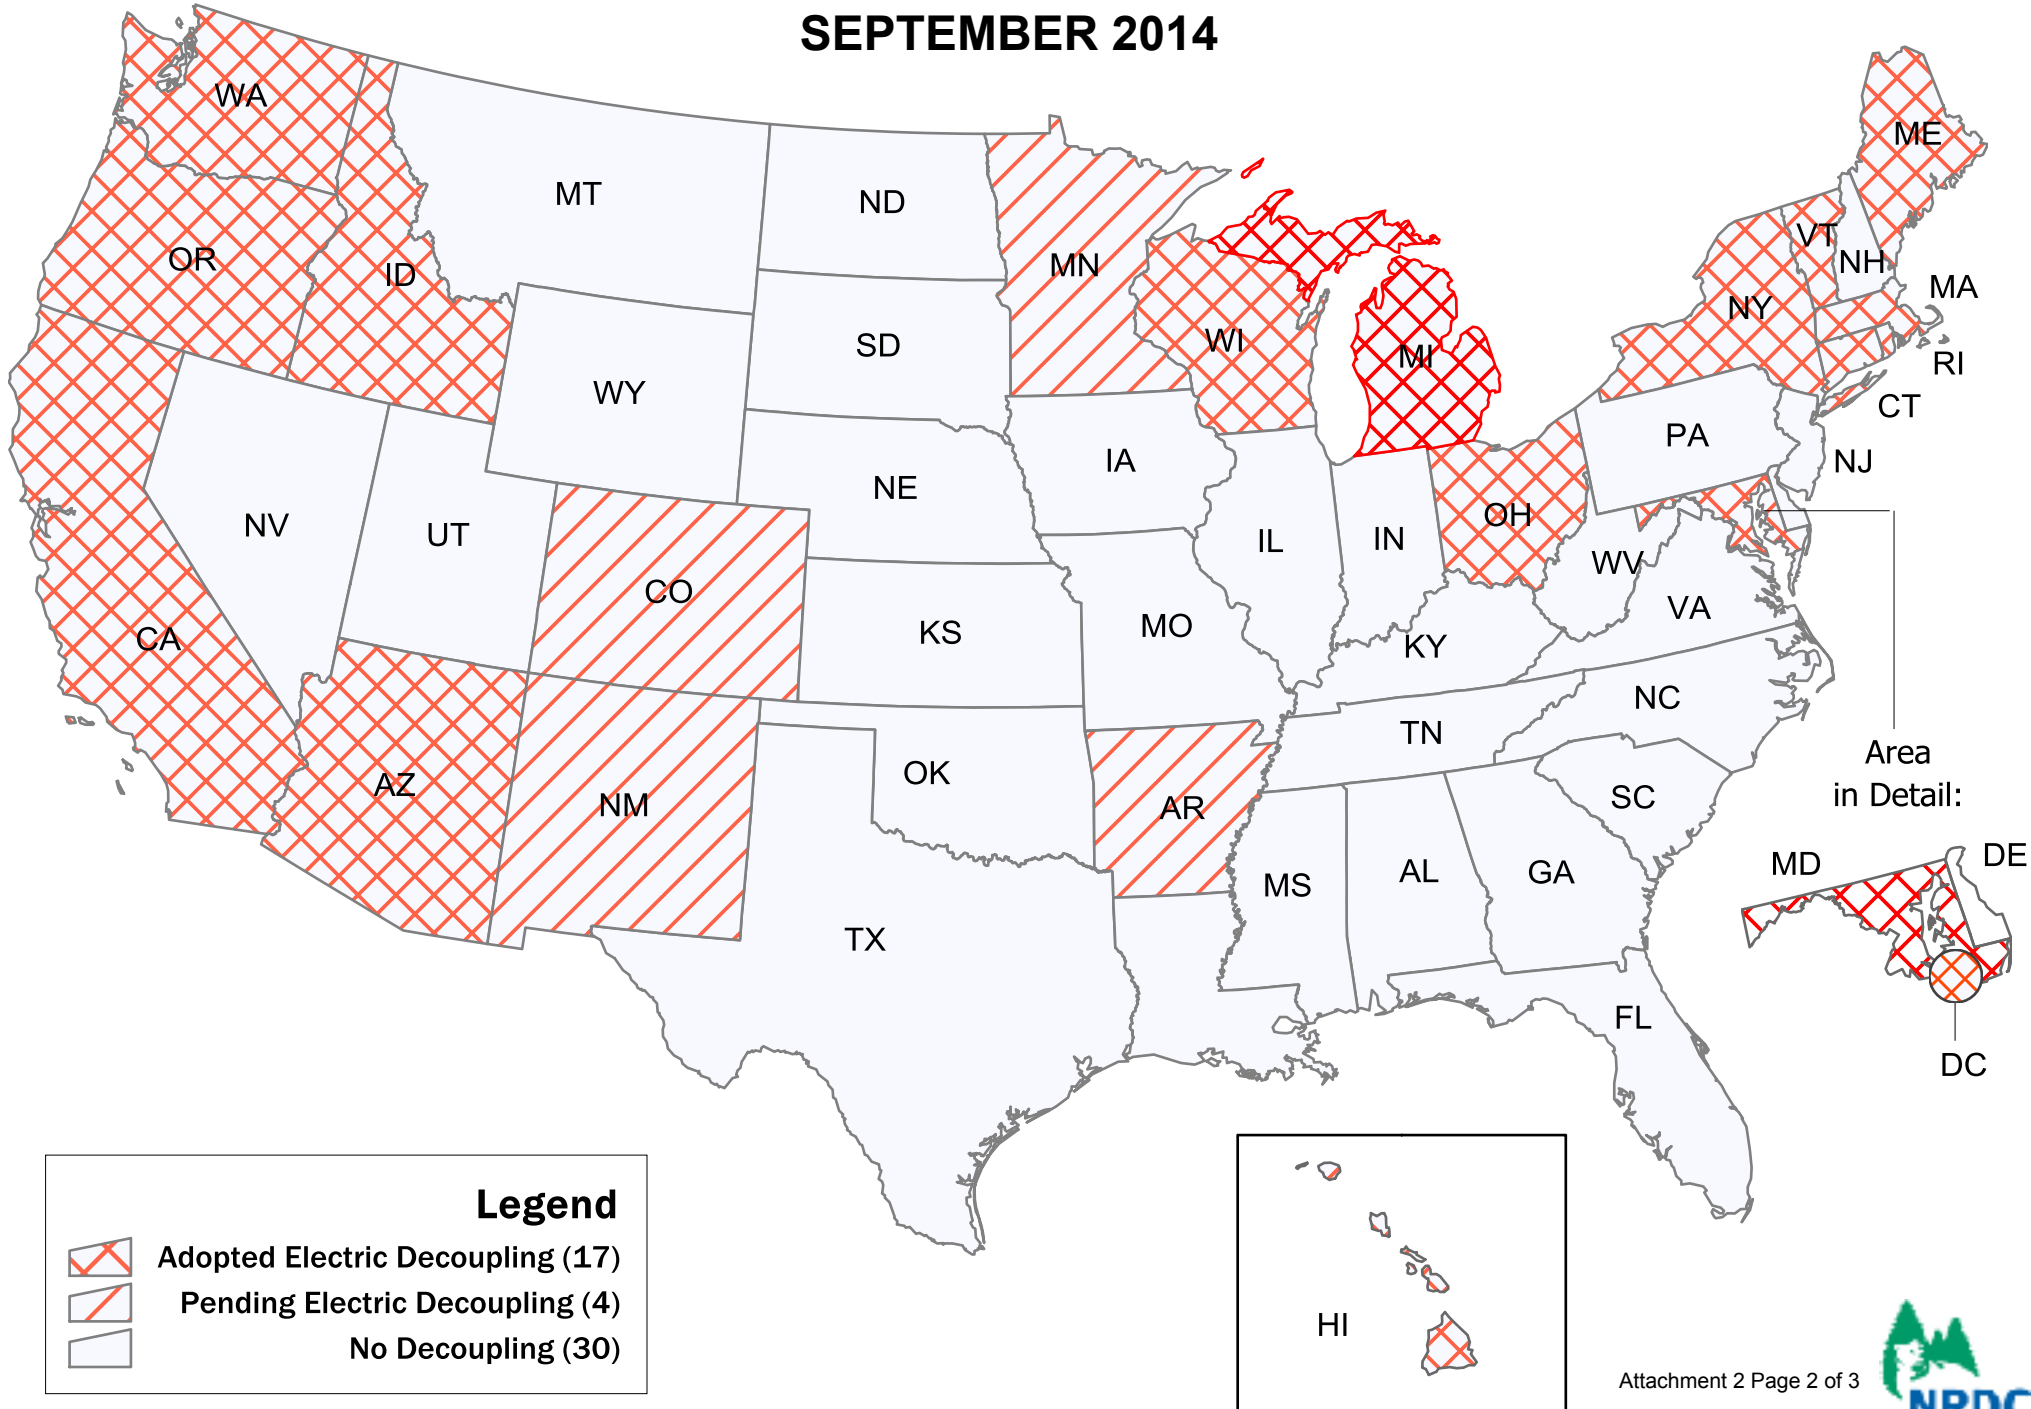 SEPTEMBER 2014
WA
ME
MT
ND
VT
OR
NH
MN
ID
MA
NY
WI
SD
MI
RI
WY
CT
PA
IA
NJ
NE
OH
NV
UT
IL
IN
WV
CO
VA
MO
KS
CA
KY
NC
TN
Area
in Detail:
OK
AZ
SC
NM
AR
MD
DE
AL
GA
MS
TX
FL
DC
Legend
Adopted Electric Decoupling (17)
Pending Electric Decoupling (4)
No Decoupling (30)
HI
Attachment 2 Page 2 of 3
NRDC